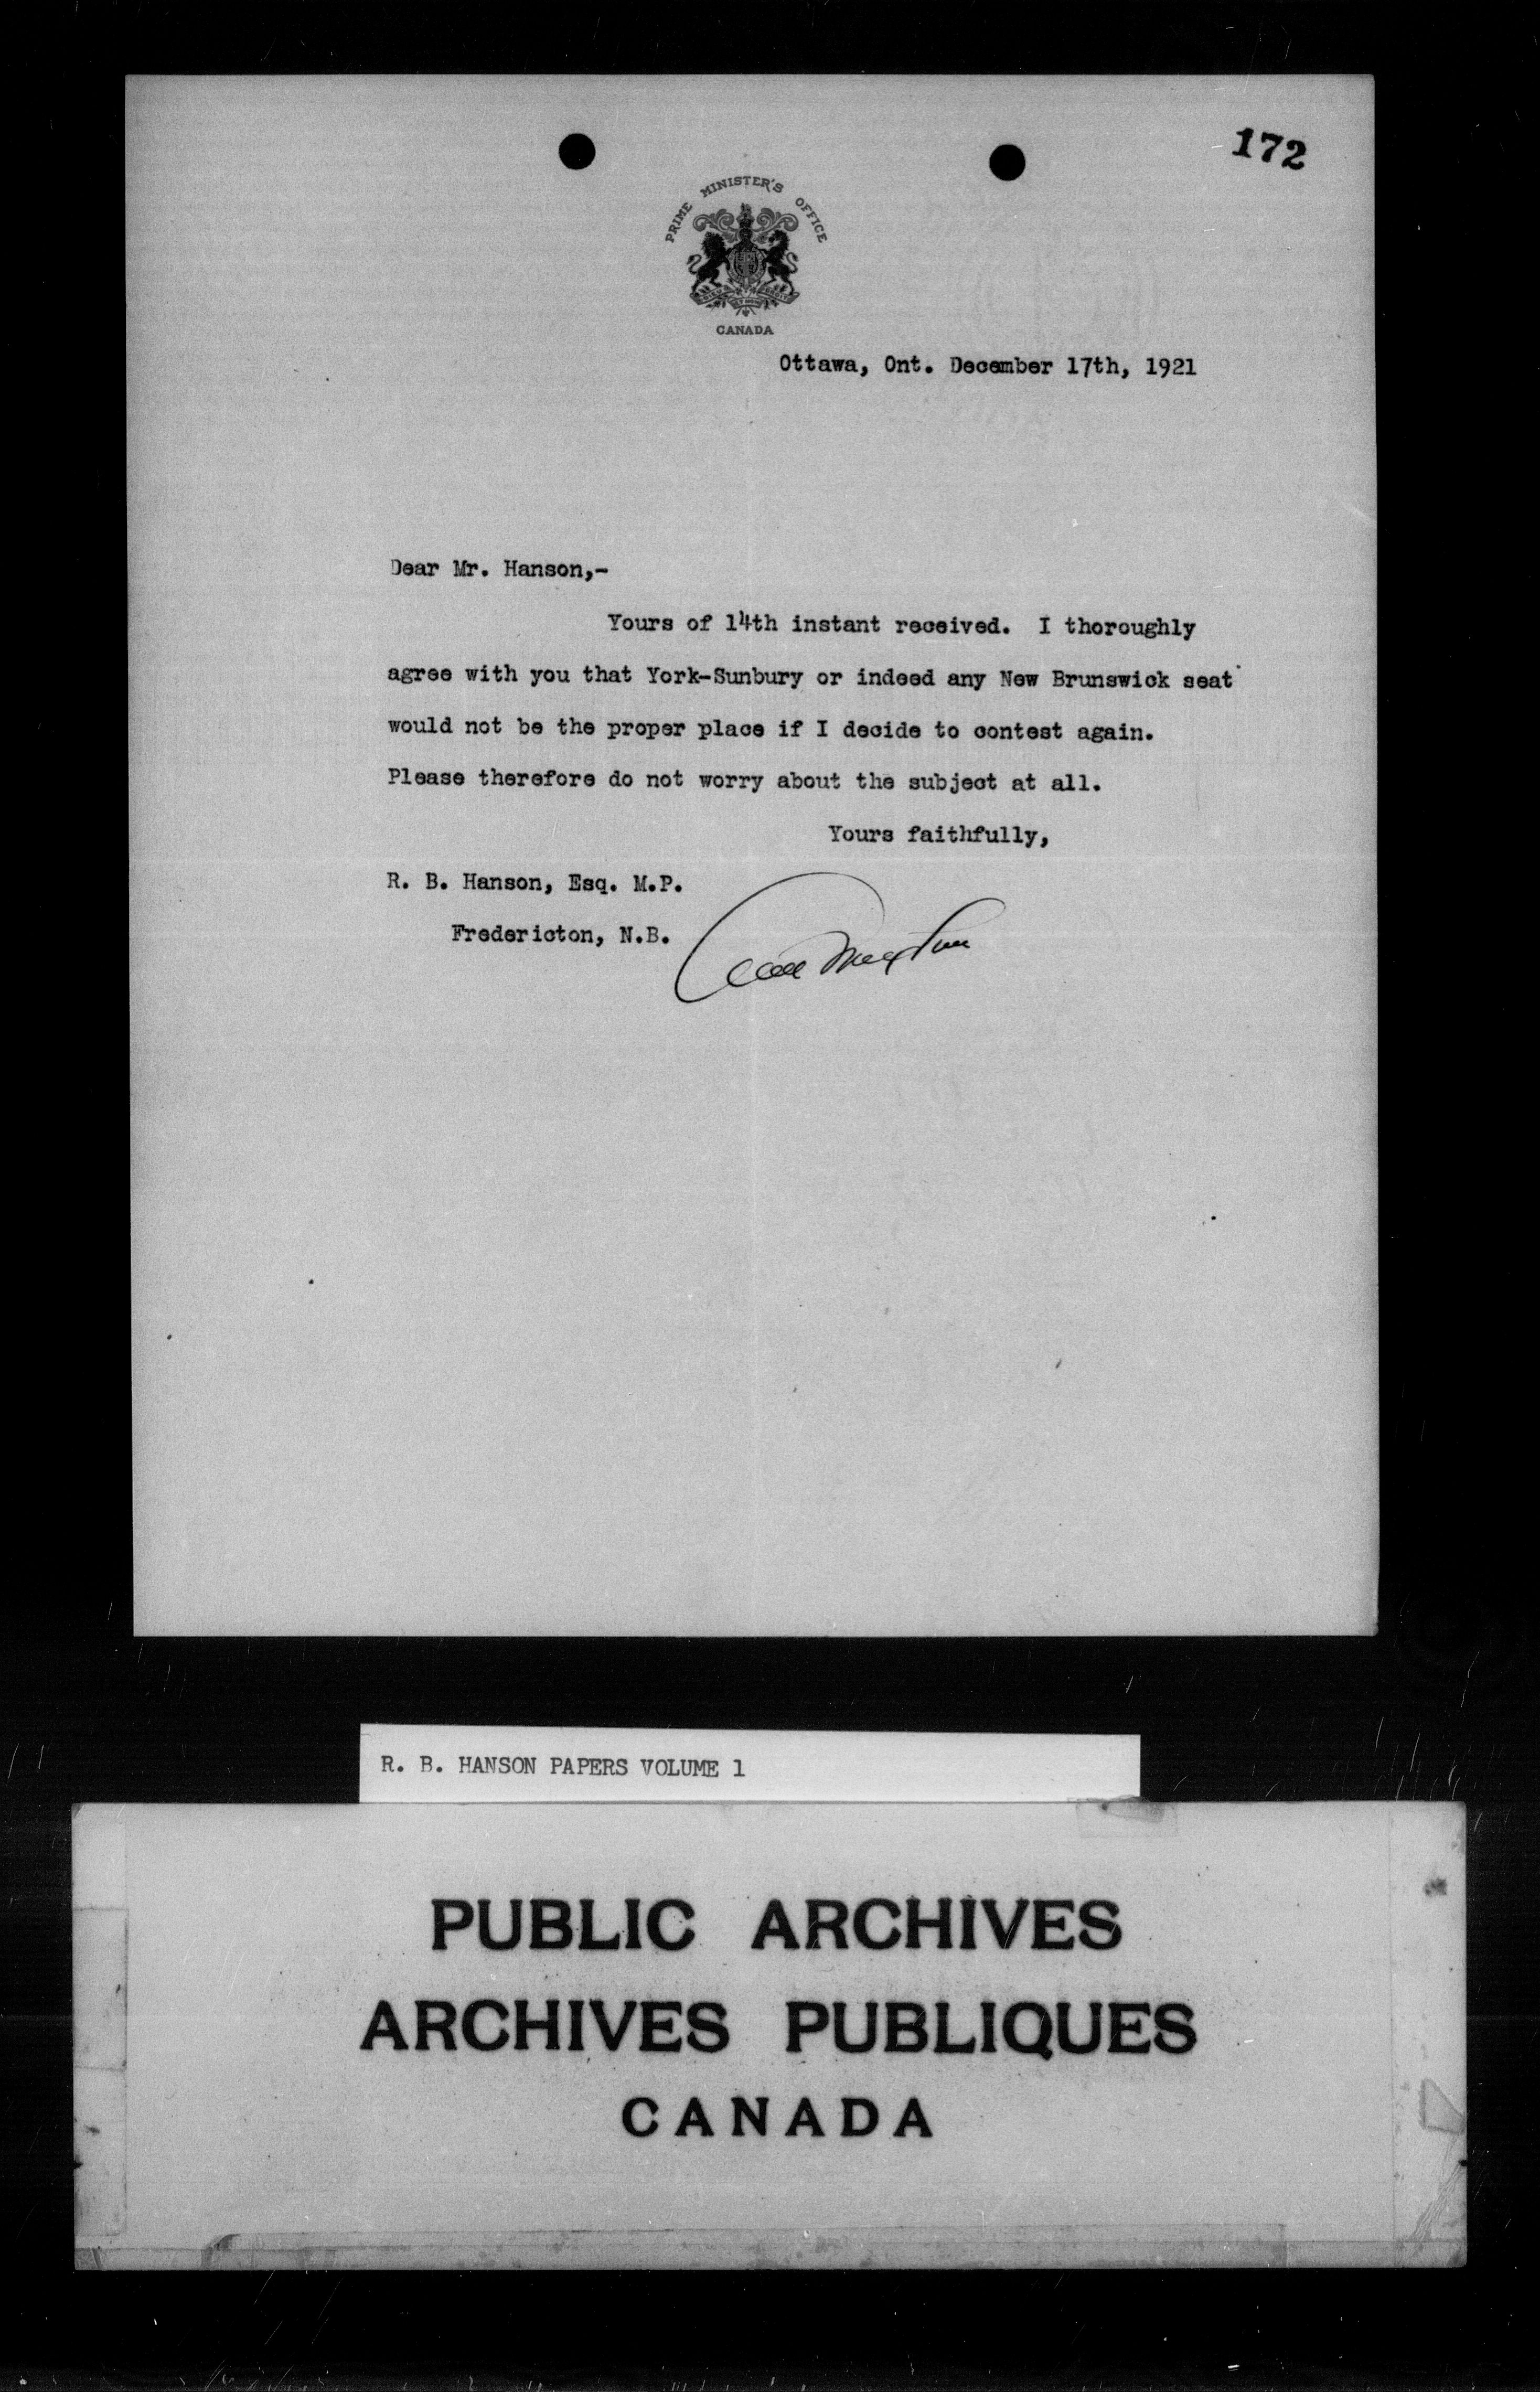 172
PRIME MINISTER'S OFFICE
CANADA
Ottawa, Ont. December 17th, 1921
Dear Mr. Hanson,-
Yours of 14th instant received. I thoroughly
agree with you that York-Sunbury or indeed any New Brunswick seat
would not be the proper place if I decide to contest again.
Please therefore do not worry about the subject at all.
Yours faithfully,
R. B. Hanson, Esq. M.P.
Fredericton, N.B.
R. B. HANSON PAPERS VOLUME 1
PUBLIC ARCHIVES
ARCHIVES PUBLIQUES
CANADA